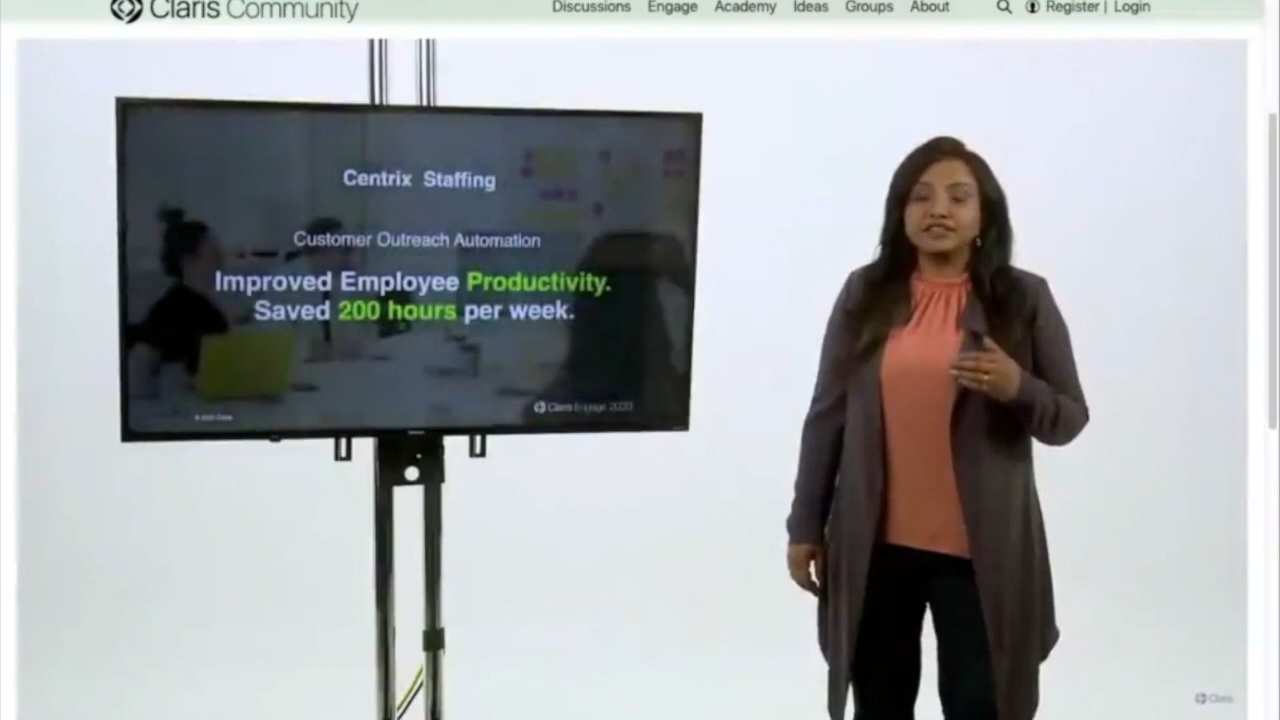 Claris Community
Discussions Engage Academy Ideas Groups About Register | Login
Centrix Staffing
Customer Outreach Automation
Improved Employee Productivity.
Saved 200 hours per week.
Claris Engage 2020
Claris